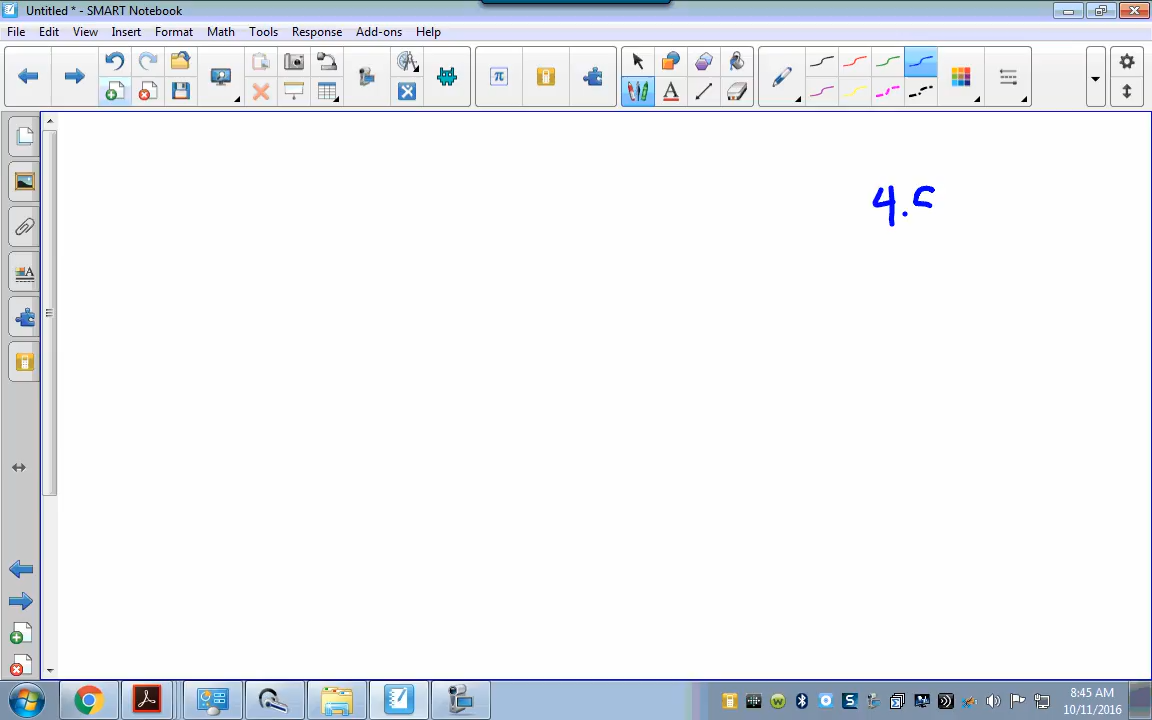 Untitled * - SMART Notebook
File Edit View Insert Format Math Tools Response Add-ons Help
4.5
8:45 AM
10/11/2016